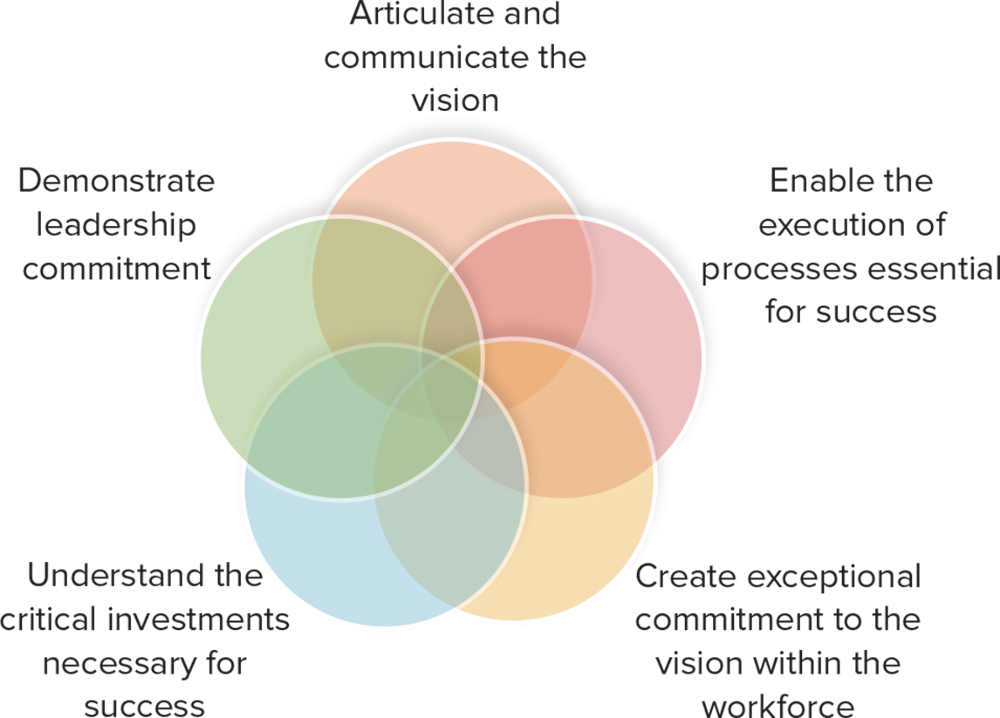 Articulate and
communicate the
vision
Demonstrate
leadership
commitment
Enable the
execution of
processes essential
for success
Understand the
critical investments
necessary for
success
Create exceptional
commitment to the
vision within the
workforce